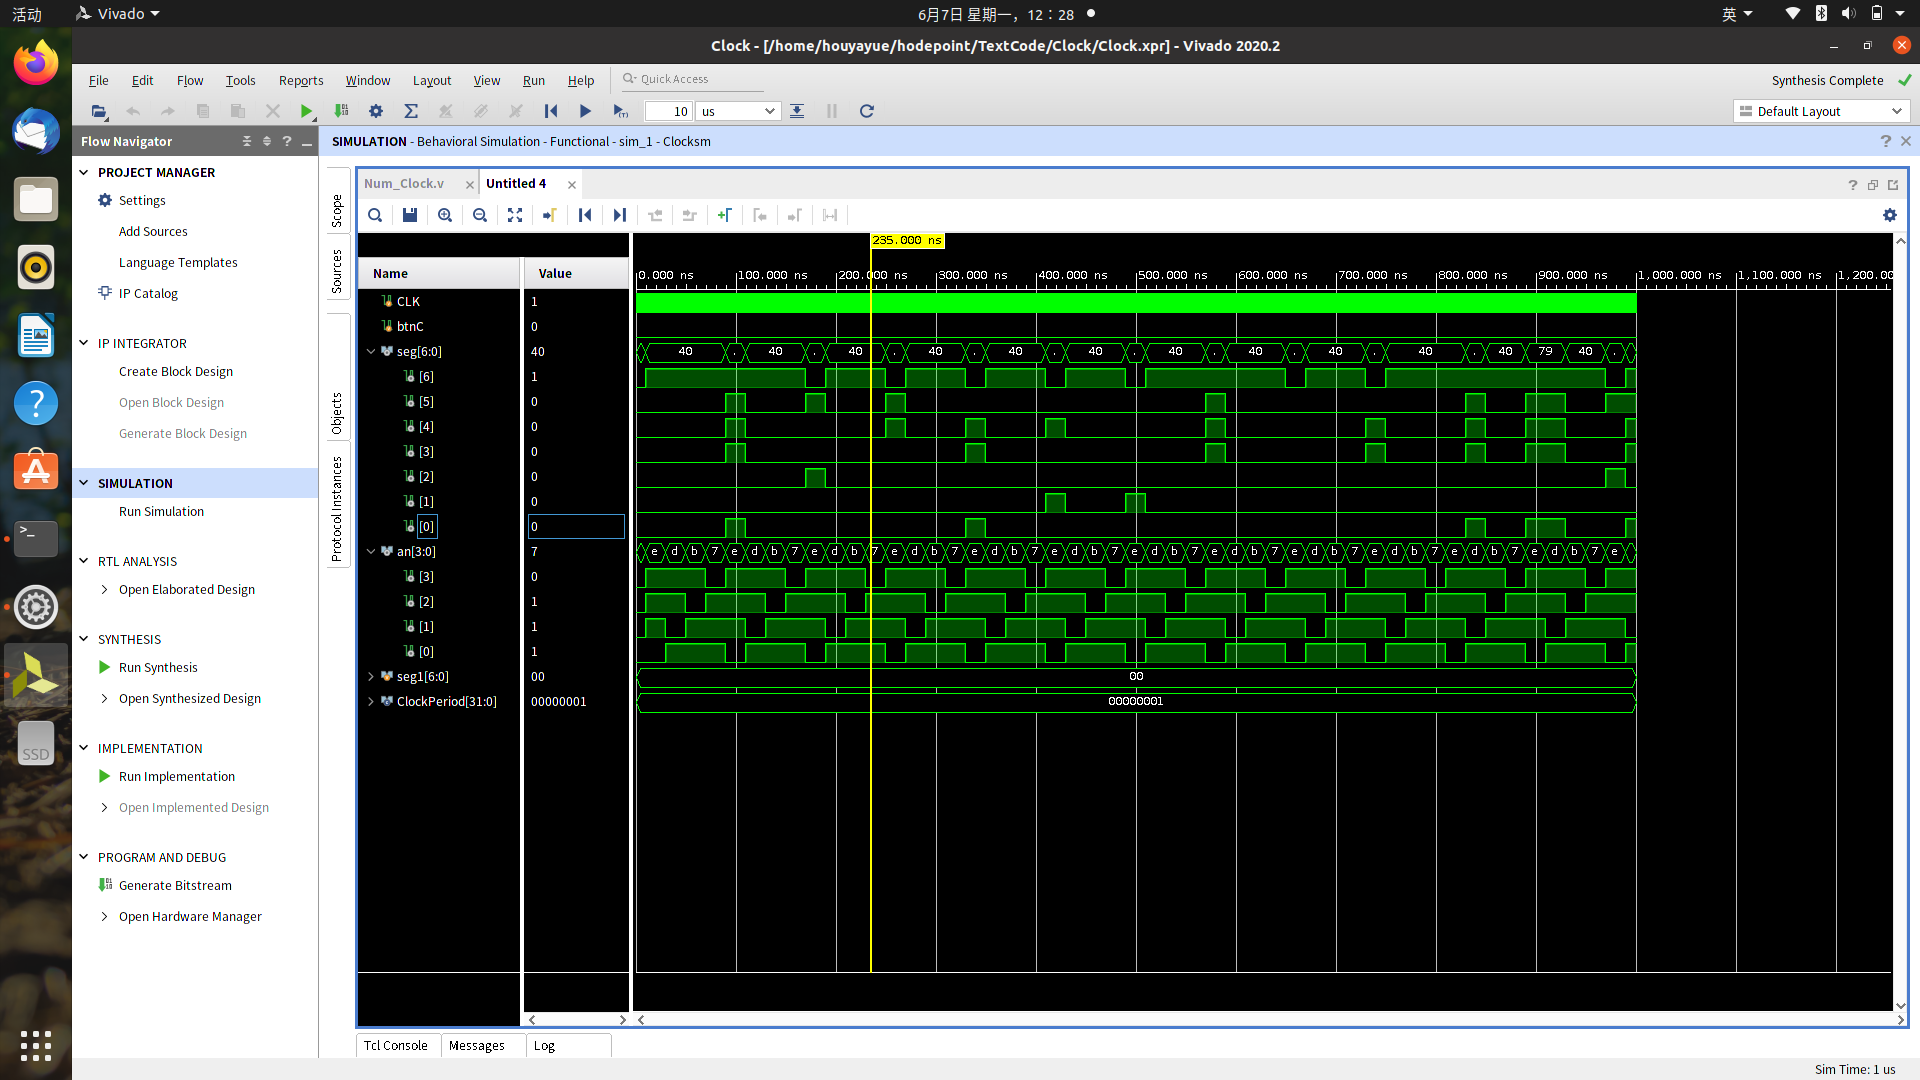 活动 Vivado 6月7日 星期一，12：28 英
Clock - [/home/houyayue/hodepoint/TextCode/Clock/Clock.xpr] - Vivado 2020.2
File Edit Flow Tools Reports Window Layout View Run Help Quick Access Synthesis Complete
10 us Default Layout
Flow Navigator
SIMULATION - Behavioral Simulation - Functional - sim_1 - Clocksm
PROJECT MANAGER
Settings
Add Sources
Language Templates
IP Catalog
IP INTEGRATOR
Create Block Design
Open Block Design
Generate Block Design
SIMULATION
Run Simulation
RTL ANALYSIS
Open Elaborated Design
SYNTHESIS
Run Synthesis
Open Synthesized Design
IMPLEMENTATION
Run Implementation
Open Implemented Design
PROGRAM AND DEBUG
Generate Bitstream
Open Hardware Manager
SSD
Scope
Sources
Objects
Protocol Instances
Num_Clock.v Untitled 4
235.000 ns
Name Value
0.000 ns 100.000 ns 200.000 ns 300.000 ns 400.000 ns 500.000 ns 600.000 ns 700.000 ns 800.000 ns 900.000 ns 1,000.000 ns 1,100.000 ns 1,200.00
CLK 1
btnC 0
seg[6:0] 40 40 . 40 . 40 . 40 . 40 . 40 . 40 . 40 . 40 . 40 . 40 79 40 .
[6] 1
[5] 0
[4] 0
[3] 0
[2] 0
[1] 0
[0] 0
an[3:0] 7 e d b 7 e d b 7 e d b 7 e d b 7 e d b 7 e d b 7 e d b 7 e d b 7 e d b 7 e d b 7 e d b 7 e d b 7 e
[3] 0
[2] 1
[1] 1
[0] 1
seg1[6:0] 00 00
ClockPeriod[31:0] 00000001 00000001
Tcl Console Messages Log
Sim Time: 1 us